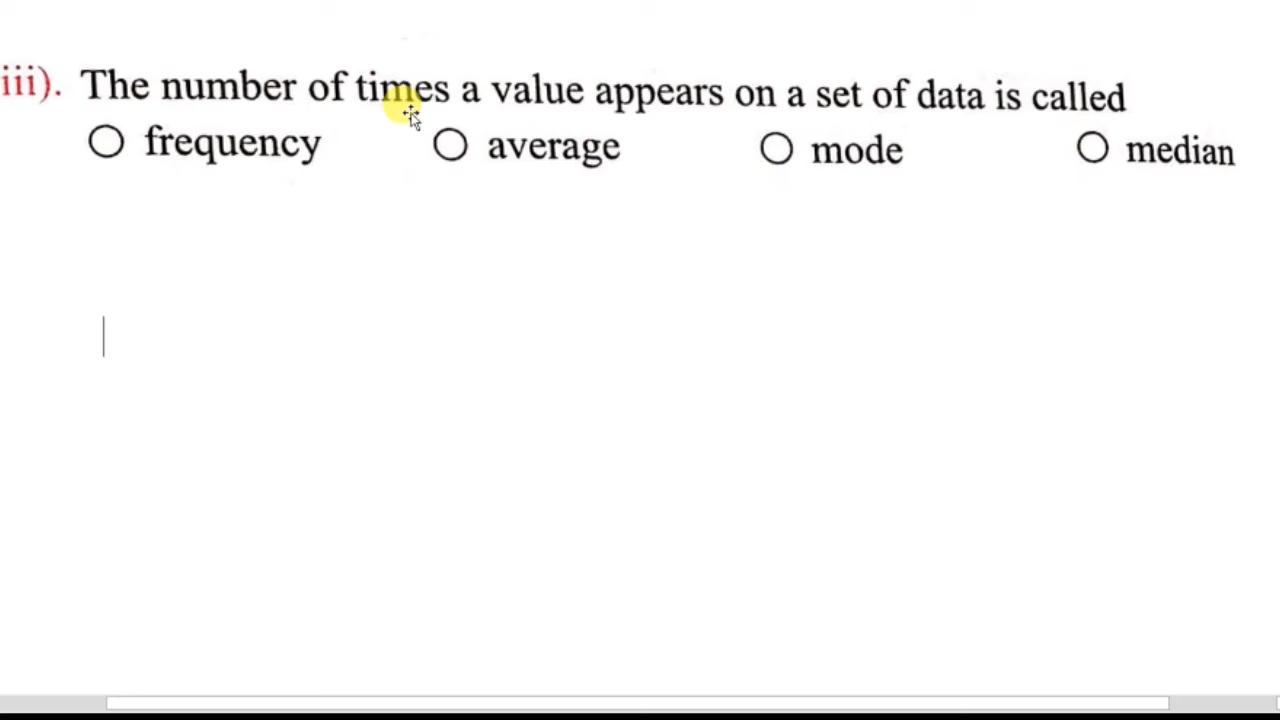 iii). The number of times a value appears on a set of data is called
○ frequency ○ average ○ mode ○ median